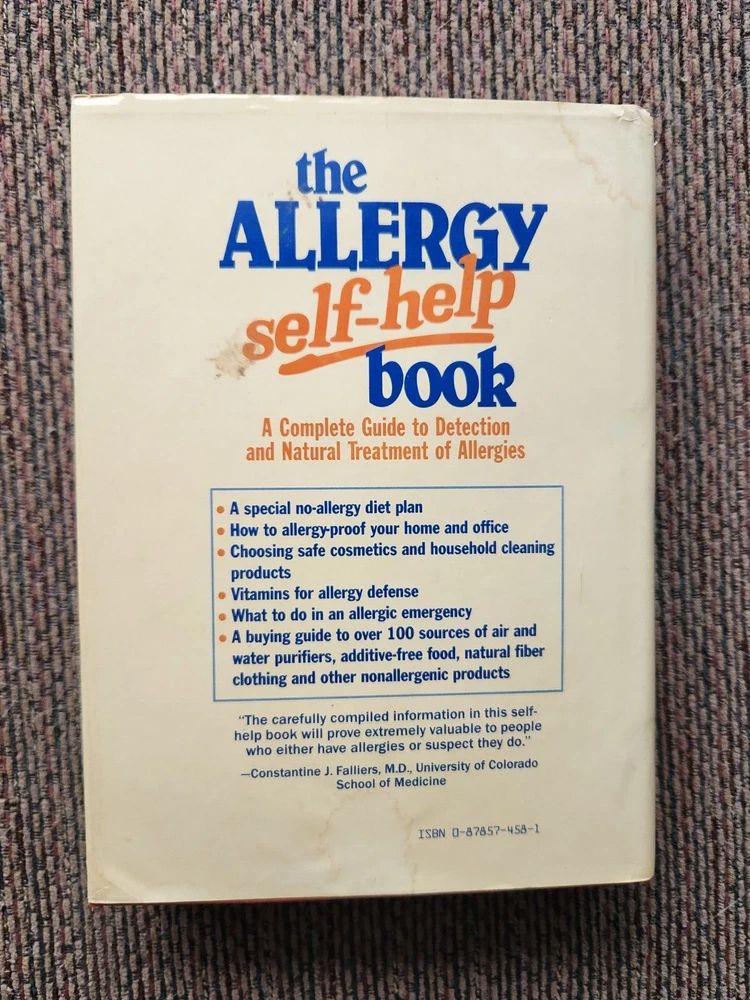 the
ALLERGY
self-help
book
A Complete Guide to Detection
and Natural Treatment of Allergies
• A special no-allergy diet plan
• How to allergy-proof your home and office
• Choosing safe cosmetics and household cleaning
products
• Vitamins for allergy defense
• What to do in an allergic emergency
• A buying guide to over 100 sources of air and
water purifiers, additive-free food, natural fiber
clothing and other nonallergenic products
“The carefully compiled information in this self-
help book will prove extremely valuable to people
who either have allergies or suspect they do.”
—Constantine J. Falliers, M.D., University of Colorado
School of Medicine
ISBN 0-87857-458-1